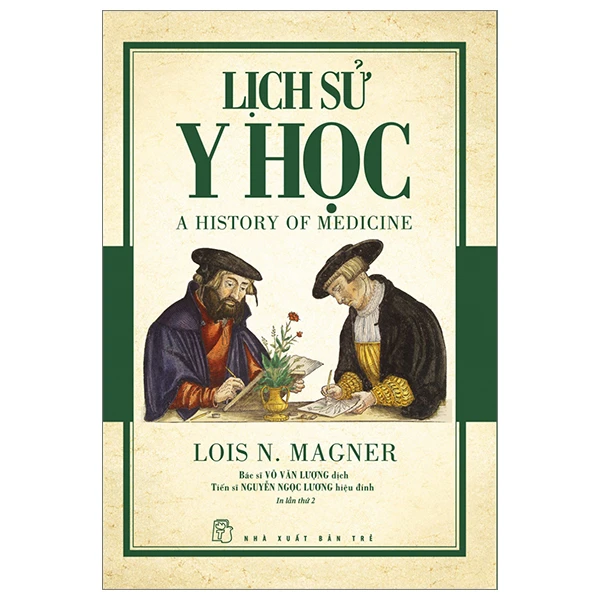 LỊCH SỬ
Y HỌC
A HISTORY OF MEDICINE
LOIS N. MAGNER
Bác sĩ VÕ VĂN LƯỢNG dịch
Tiến sĩ NGUYỄN NGỌC LƯƠNG hiệu đính
In lần thứ 2
NHÀ XUẤT BẢN TRẺ